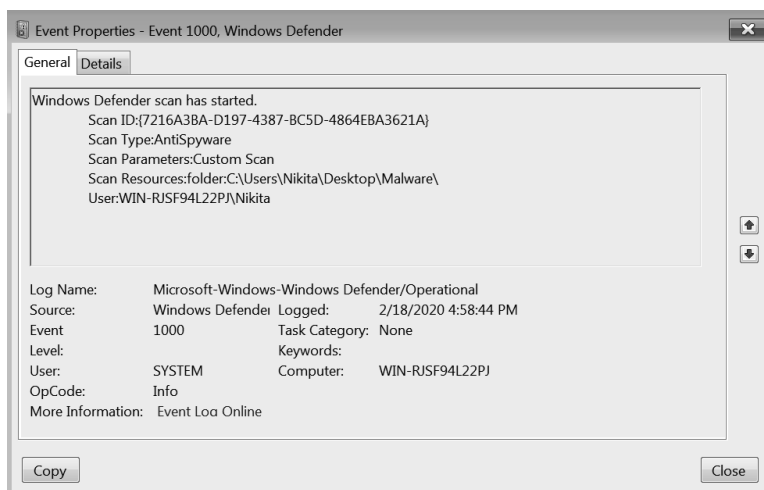 Event Properties - Event 1000, Windows Defender
General Details
Windows Defender scan has started.
Scan ID:{7216A3BA-D197-4387-BC5D-4864EBA3621A}
Scan Type:AntiSpyware
Scan Parameters:Custom Scan
Scan Resources:folder:C:\Users\Nikita\Desktop\Malware\
User:WIN-RJSF94L22PJ\Nikita
Log Name: Microsoft-Windows-Windows Defender/Operational
Source: Windows Defender Logged: 2/18/2020 4:58:44 PM
Event 1000 Task Category: None
Level: Keywords:
User: SYSTEM Computer: WIN-RJSF94L22PJ
OpCode: Info
More Information: Event Log Online
Copy Close